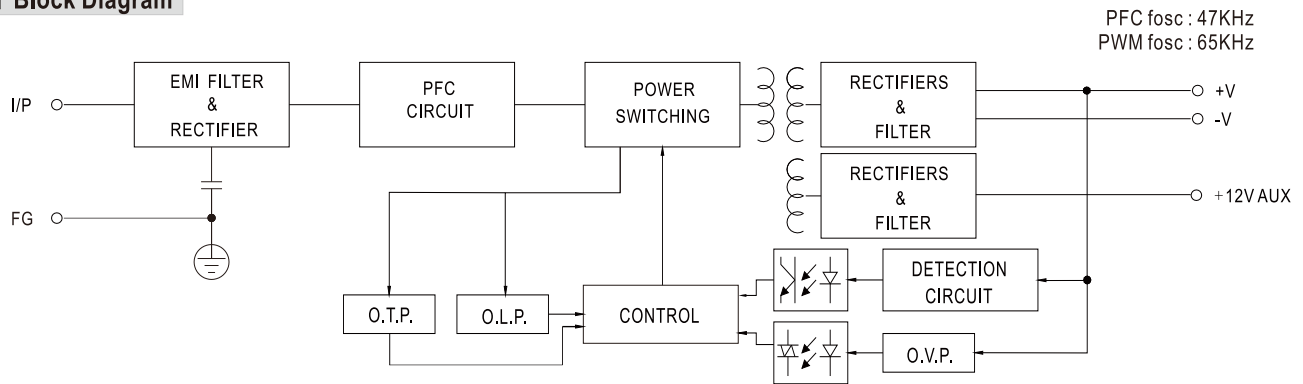 Block Diagram
PFC fosc : 47KHz
PWM fosc : 65KHz
I/P
EMI FILTER
&
RECTIFIER
PFC
CIRCUIT
POWER
SWITCHING
RECTIFIERS
&
FILTER
+V
-V
RECTIFIERS
&
FILTER
+12V AUX
FG
DETECTION
CIRCUIT
O.T.P.
O.L.P.
CONTROL
O.V.P.